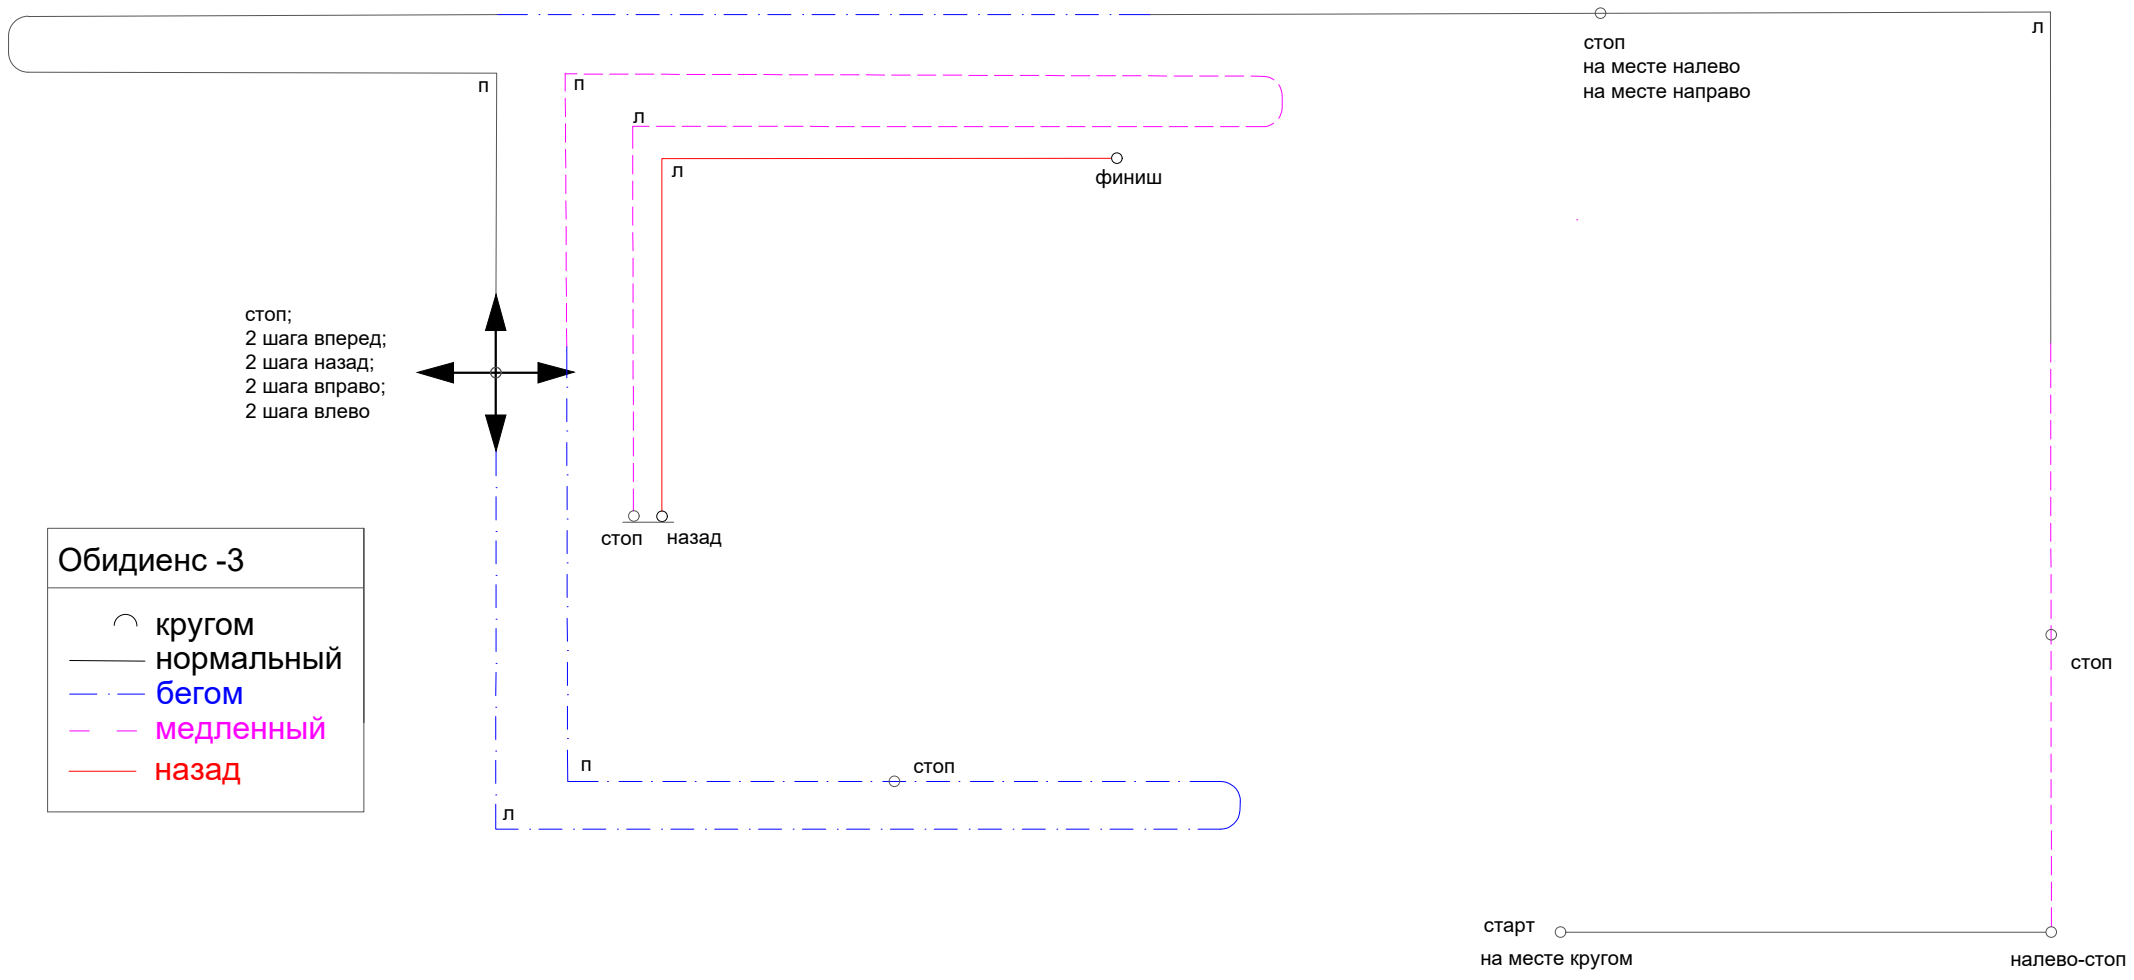 л
стоп
на месте налево
на месте направо
п
п
л
л
финиш
стоп;
2 шага вперед;
2 шага назад;
2 шага вправо;
2 шага влево
стоп
назад
Обидиенс -3
кругом
нормальный
бегом
медленный
назад
стоп
п
стоп
л
старт
на месте кругом
налево-стоп